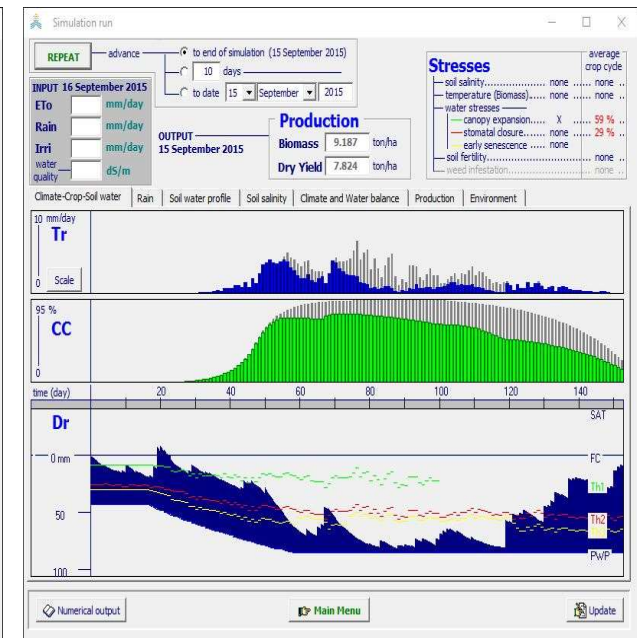 Simulation run
REPEAT
advance
to end of simulation (15 September 2015)
10 days
to date 15 September 2015
INPUT 16 September 2015
ETo mm/day
Rain mm/day
Irri mm/day
water quality dS/m
OUTPUT
15 September 2015
Production
Biomass 9.187 ton/ha
Dry Yield 7.824 ton/ha
Stresses
average
crop cycle
soil salinity..... none ..... none ..
temperature (Biomass)..... none ..... none ..
water stresses
canopy expansion..... X ..... 59 % ..
stomatal closure..... none ..... 29 % ..
early senescence ..... none
soil fertility..... none ..
weed infestation..... none ..
Climate-Crop-Soil water Rain Soil water profile Soil salinity Climate and Water balance Production Environment
10 mm/day
Tr
0 Scale
95 %
CC
0
time (day) 20 40 60 80 100 120 140
Dr
SAT
0 mm
FC
Th1
50
Th2
PWP
100
Numerical output
Main Menu
Update